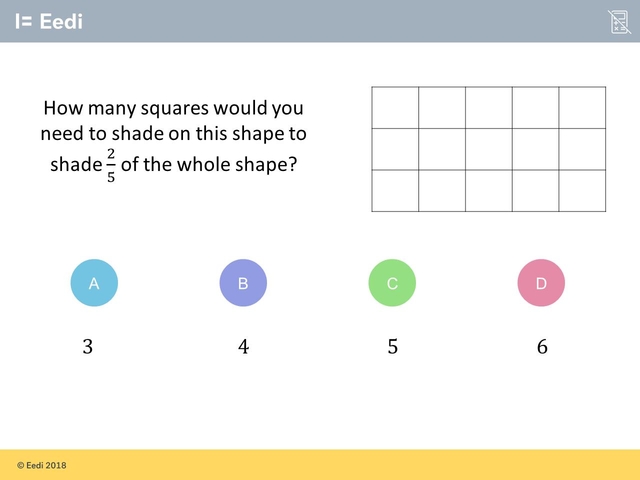 I= Eedi
How many squares would you
need to shade on this shape to
shade 2/5 of the whole shape?
A B C D
3 4 5 6
© Eedi 2018